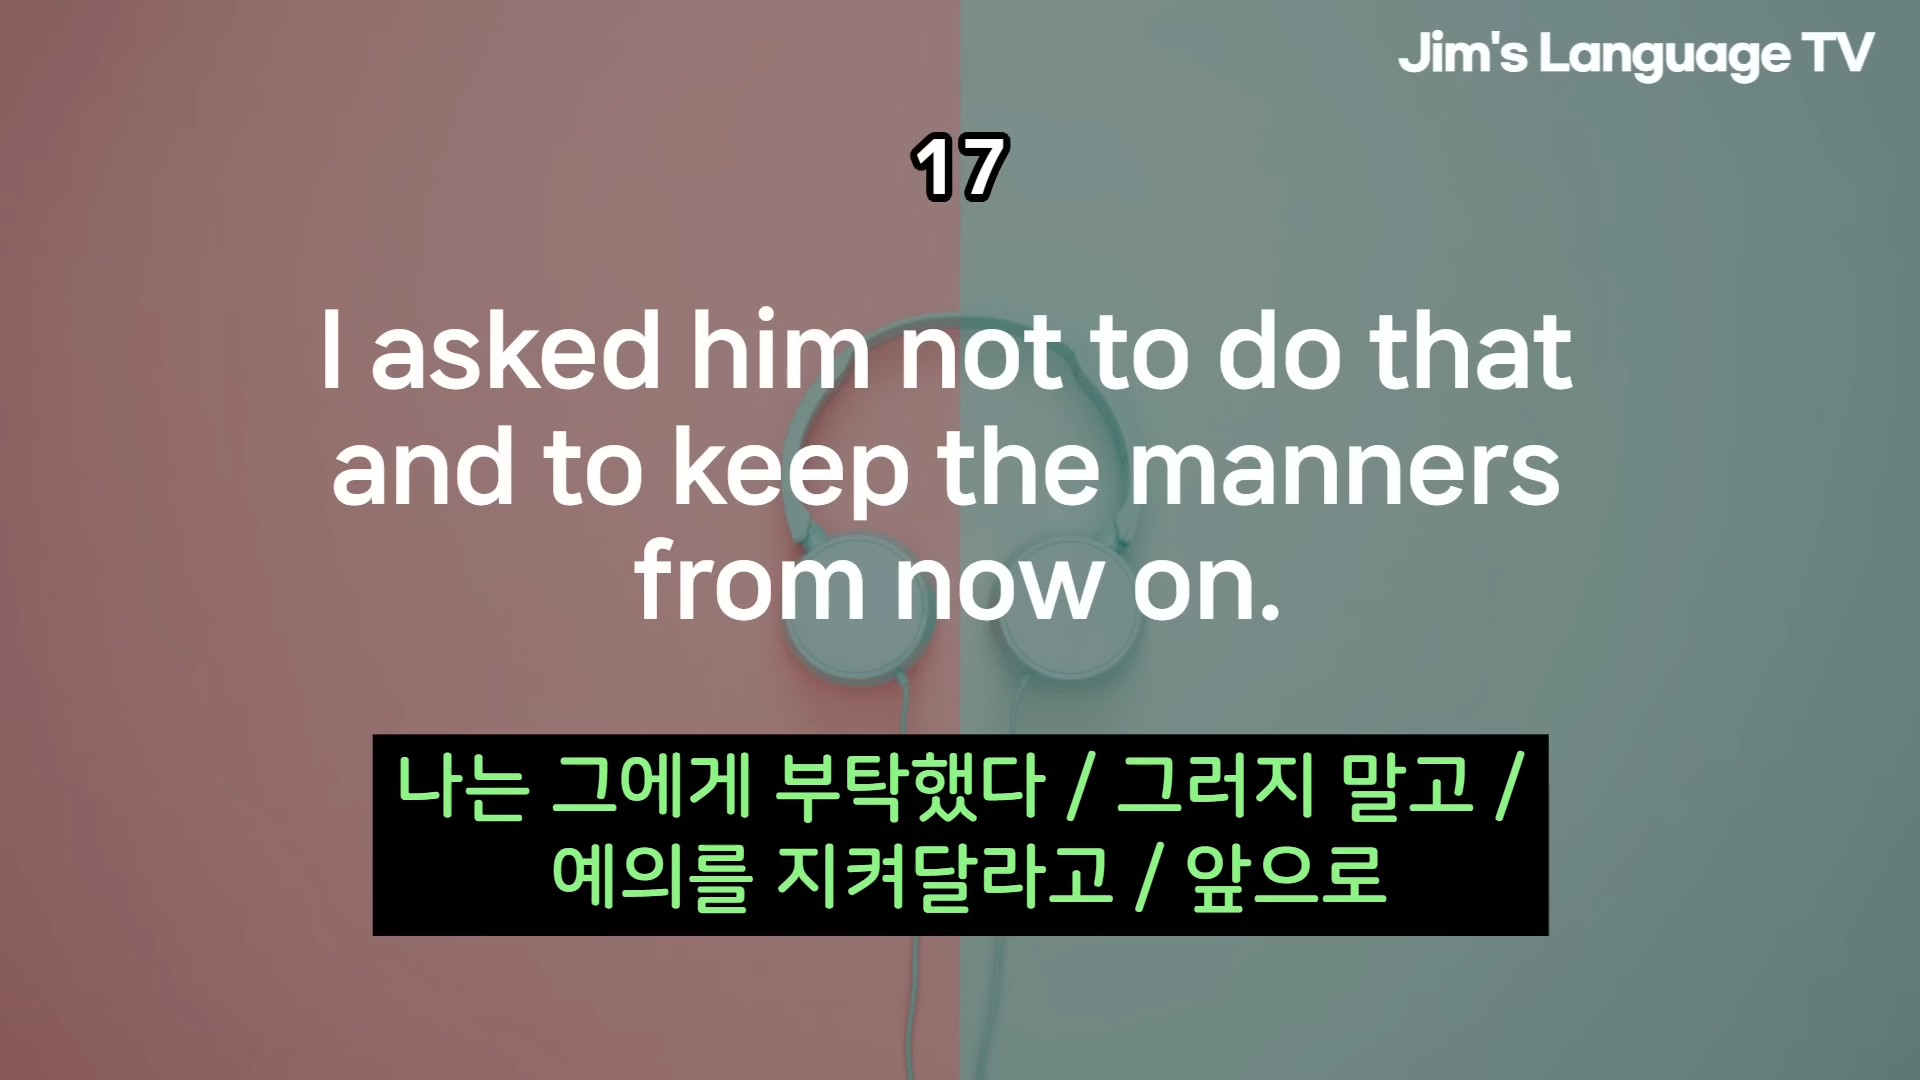 Jim's Language TV
17
I asked him not to do that
and to keep the manners
from now on.
나는 그에게 부탁했다 / 그러지 말고 /
예의를 지켜달라고 / 앞으로